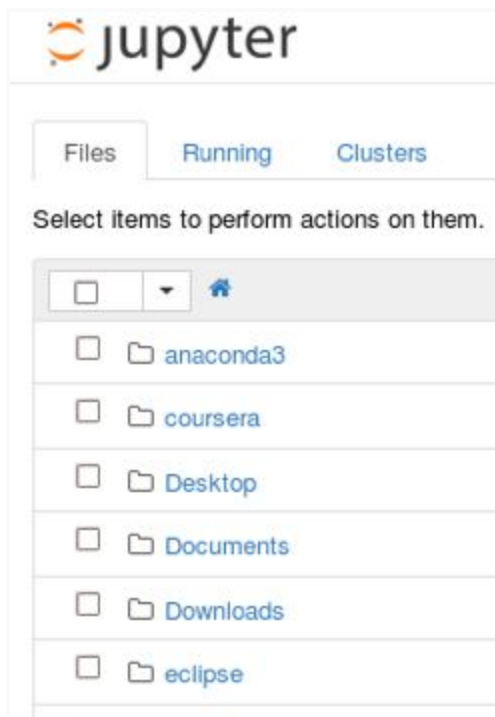 jupyter
Files Running Clusters
Select items to perform actions on them.
anaconda3
coursera
Desktop
Documents
Downloads
eclipse